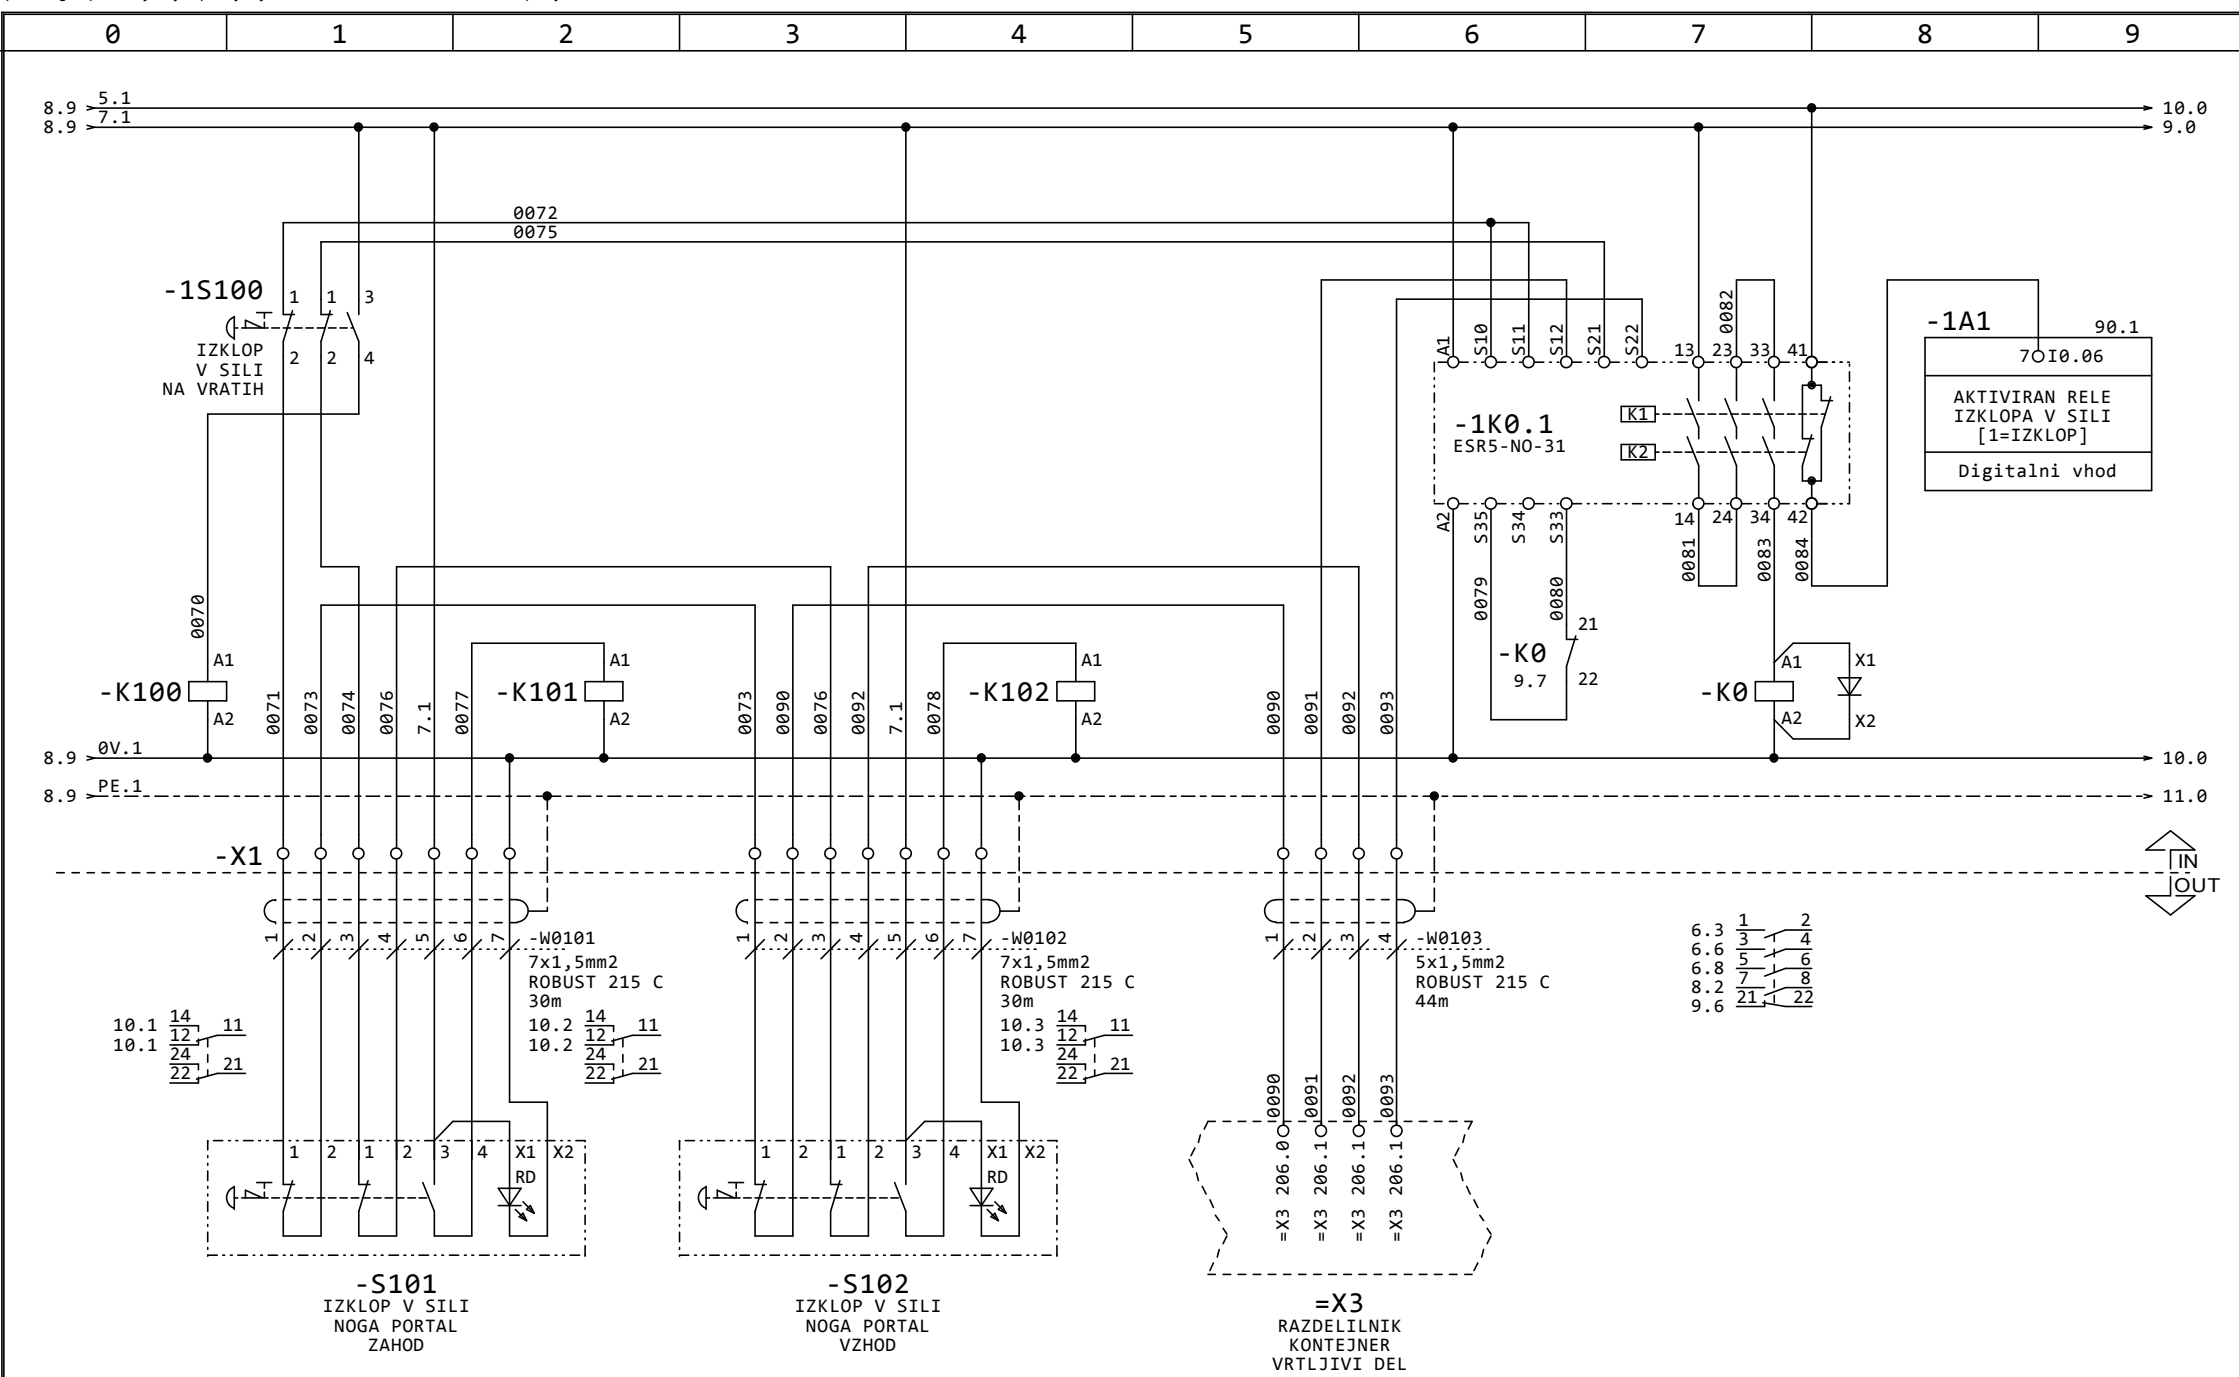 0 1 2 3 4 5 6 7 8 9
8.9 5.1 10.0
8.9 7.1 9.0
0072
0075
-1S100
1 1 3
2 2 4
IZKLOP
V SILI
NA VRATIH
0082
A1 S10 S11 S12 S21 S22 13 23 33 41
-1K0.1
ESR5-NO-31
K1
K2
A2 S35 S34 S33 14 24 34 42
-1A1
90.1
7 I0.06
AKTIVIRAN RELE
IZKLOPA V SILI
[1=IZKLOP]
Digitalni vhod
0079 0080 0081 0083 0084
0070
-K100
A1
A2
0071 0073 0074 0076 7.1 0077
-K101
A1
A2
0073 0090 0076 0092 7.1 0078
-K102
A1
A2
0090 0091 0092 0093
-K0
9.7
21
22
-K0
A1
A2
X1
X2
8.9 0V.1 10.0
8.9 PE.1 11.0
-X1
IN
OUT
1 2 3 4 5 6 7
-W0101
7x1,5mm2
ROBUST 215 C
30m
1 2 3 4 5 6 7
-W0102
7x1,5mm2
ROBUST 215 C
30m
1 2 3 4
-W0103
5x1,5mm2
ROBUST 215 C
44m
6.3 1 2
6.6 3 4
6.8 5 6
8.2 7 8
9.6 21 22
10.1 14
10.1 12 11
24
22 21
10.2 14
10.2 12 11
24
22 21
10.3 14
10.3 12 11
24
22 21
0090 0091 0092 0093
1 2 1 2 3 4 X1 X2
RD
1 2 1 2 3 4 X1 X2
RD
=X3 206.0
=X3 206.1
=X3 206.1
=X3 206.1
-S101
IZKLOP V SILI
NOGA PORTAL
ZAHOD
-S102
IZKLOP V SILI
NOGA PORTAL
VZHOD
=X3
RAZDELILNIK
KONTEJNER
VRTLJIVI DEL